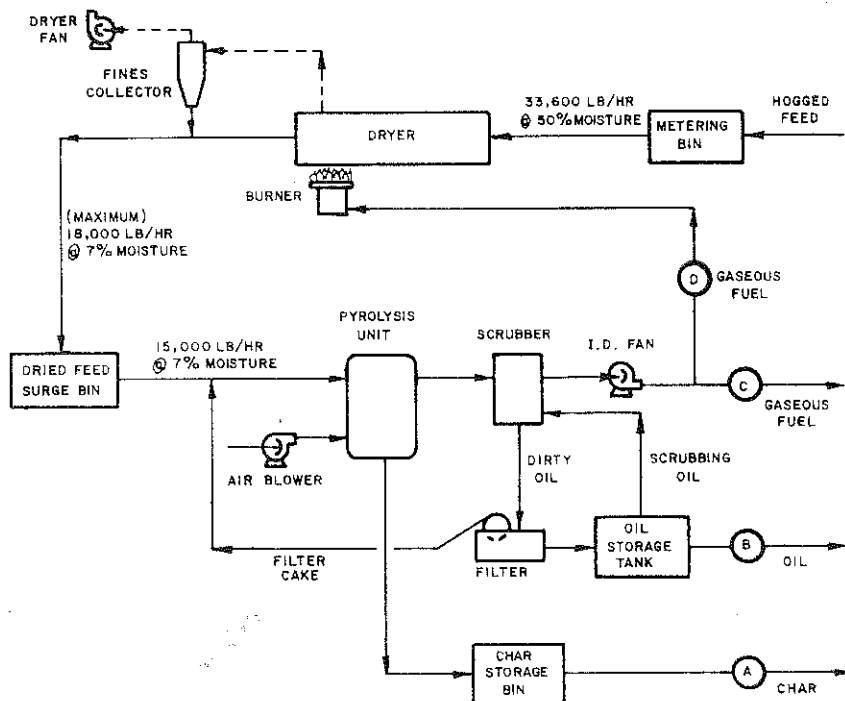 DRYER
FAN
FINES
COLLECTOR
33,600 LB/HR
@ 50% MOISTURE
HOGGED
FEED
DRYER
METERING
BIN
BURNER
(MAXIMUM)
18,000 LB/HR
@ 7% MOISTURE
D
GASEOUS
FUEL
PYROLYSIS
UNIT
SCRUBBER
I.D. FAN
15,000 LB/HR
@ 7% MOISTURE
DRIED FEED
SURGE BIN
C
GASEOUS
FUEL
AIR BLOWER
DIRTY
OIL
SCRUBBING
OIL
FILTER
CAKE
FILTER
OIL
STORAGE
TANK
B
OIL
CHAR
STORAGE
BIN
A
CHAR